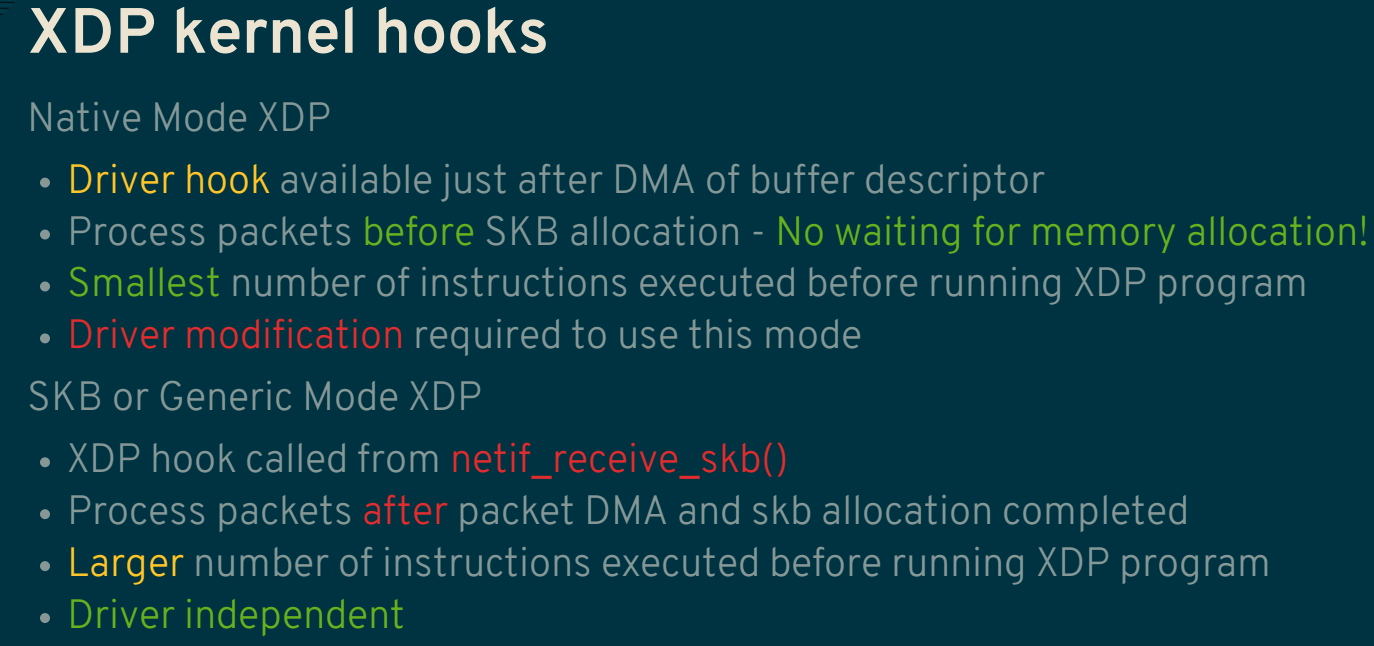 XDP kernel hooks
Native Mode XDP
• Driver hook available just after DMA of buffer descriptor
• Process packets before SKB allocation - No waiting for memory allocation!
• Smallest number of instructions executed before running XDP program
• Driver modification required to use this mode
SKB or Generic Mode XDP
• XDP hook called from netif_receive_skb()
• Process packets after packet DMA and skb allocation completed
• Larger number of instructions executed before running XDP program
• Driver independent